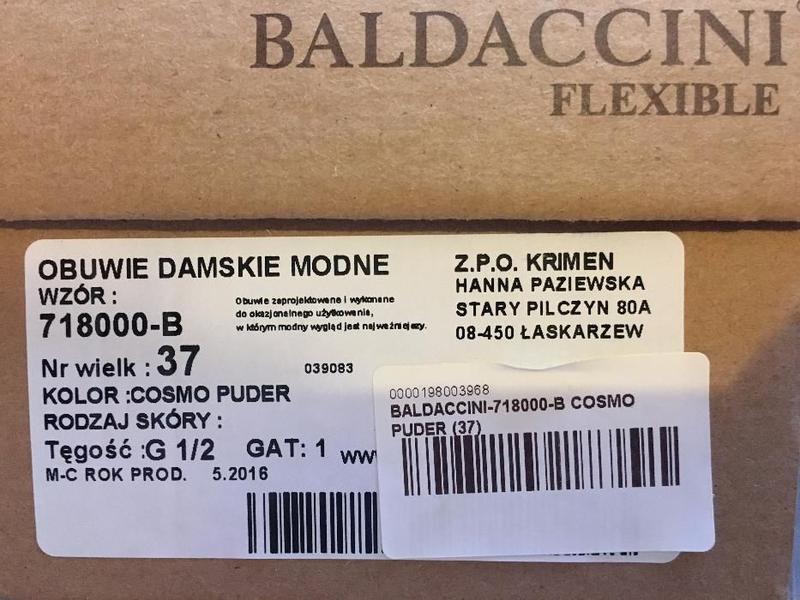 BALDACCINI
FLEXIBLE
OBUWIE DAMSKIE MODNE
WZÓR :
718000-B
Obuwie zaprojektowane i wykonane
do okazjonalnego użytkowania,
w którym modny wygląd jest najważniejszy.
Nr wielk : 37
039083
KOLOR :COSMO PUDER
RODZAJ SKÓRY :
Tęgość :G 1/2 GAT: 1 www
M-C ROK PROD. 5.2016
Z.P.O. KRIMEN
HANNA PAZIEWSKA
STARY PILCZYN 80A
08-450 ŁASKARZEW
0000198003968
BALDACCINI-718000-B COSMO
PUDER (37)